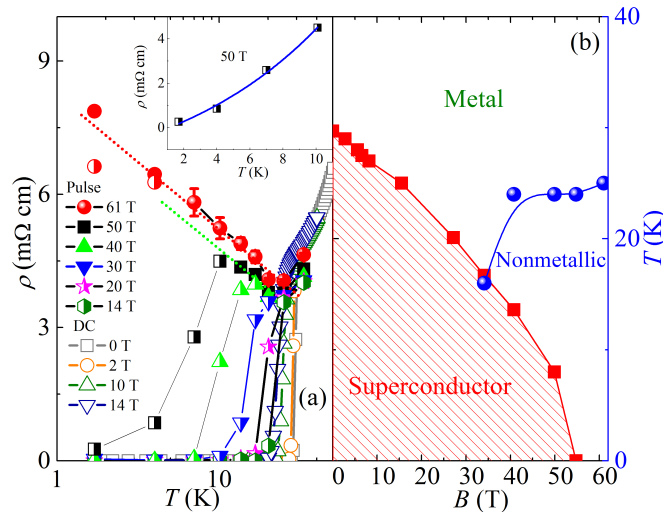 9
6
3
0
ρ (mΩ cm)
1
10
T (K)
4
2
0
ρ (mΩ cm)
50 T
2
4
6
8
10
T (K)
Pulse
61 T
50 T
40 T
30 T
20 T
14 T
DC
0 T
2 T
10 T
14 T
(a)
(b)
Metal
Nonmetallic
Superconductor
0
10
20
30
40
50
60
B (T)
40
20
0
T (K)